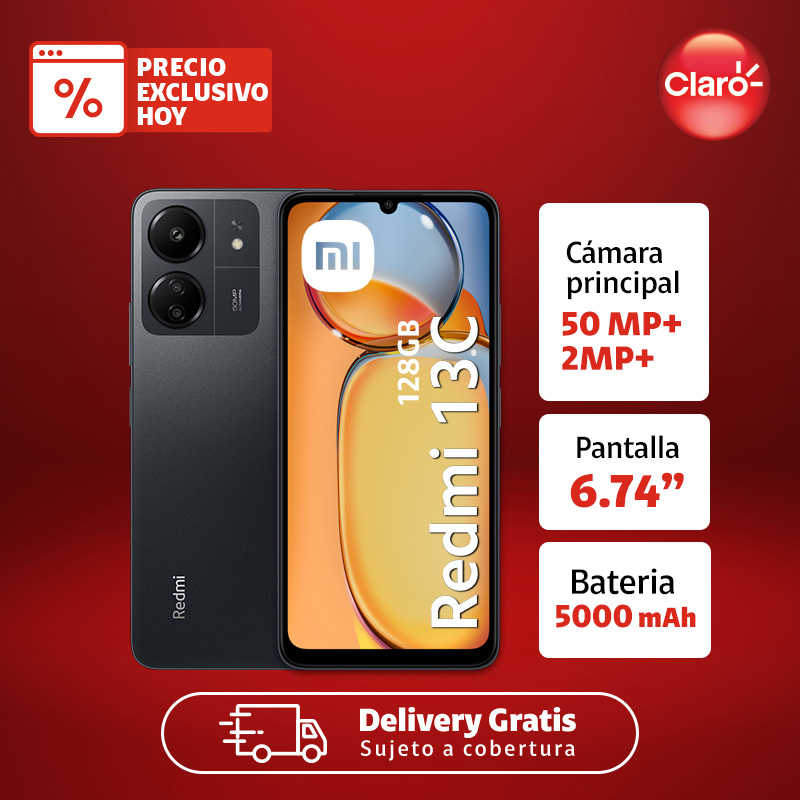 %
PRECIO
EXCLUSIVO
HOY
Claro
mi
50MP
Redmi
128GB
Redmi 13C
Cámara
principal
50 MP+
2MP+
Pantalla
6.74”
Bateria
5000 mAh
Delivery Gratis
Sujeto a cobertura